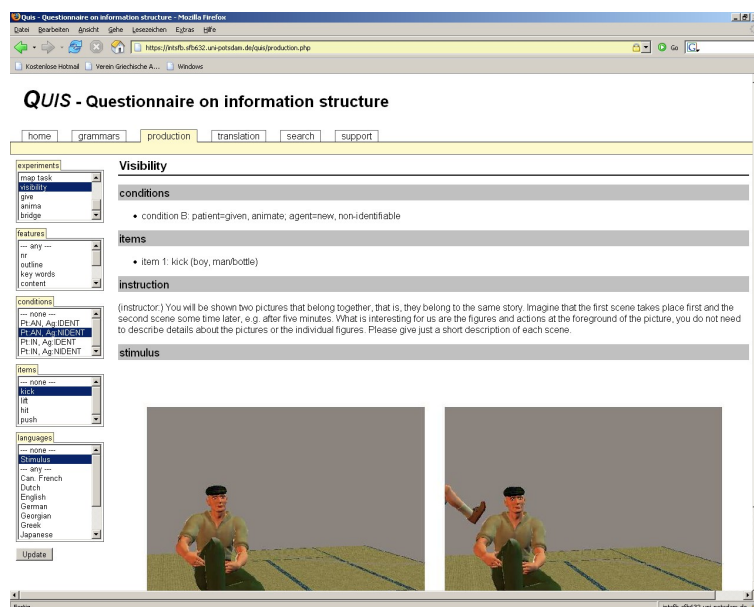 Quis - Questionnaire on information structure - Mozilla Firefox
Datei Bearbeiten Ansicht Gehe Lesezeichen Extras Hilfe
https://intsfb.sfb632.uni-potsdam.de/quis/production.php
Go
Kostenlose Hotmail Verein Griechische A... Windows
QUIS - Questionnaire on information structure
home grammars production translation search support
experiments
map task
visibility
give
anima
bridge
features
--- any ---
nr
outline
key words
content
conditions
--- none ---
Pt:AN, Ag:IDENT
Pt:AN, Ag:NIDENT
Pt:IN, Ag:IDENT
Pt:IN, Ag:NIDENT
items
--- none ---
kick
lift
hit
push
languages
--- none ---
Stimulus
--- any ---
Can. French
Dutch
English
German
Georgian
Greek
Japanese
Update
Visibility
conditions
• condition B: patient=given, animate; agent=new, non-identifiable
items
• item 1: kick (boy, man/bottle)
instruction
(instructor:) You will be shown two pictures that belong together, that is, they belong to the same story. Imagine that the first scene takes place first and the
second scene some time later, e.g. after five minutes. What is interesting for us are the figures and actions at the foreground of the picture, you do not need
to describe details about the pictures or the individual figures. Please give just a short description of each scene.
stimulus
Fertig
intsfb.sfb632.uni-potsdam.de